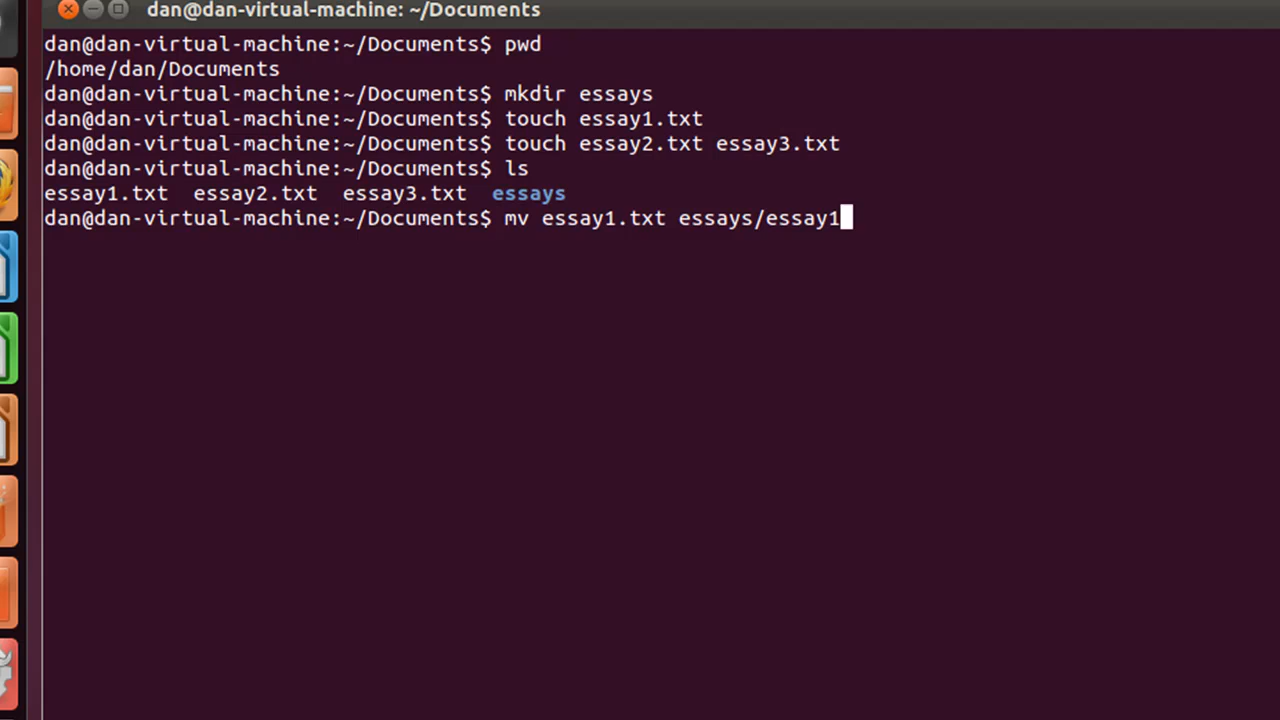 dan@dan-virtual-machine: ~/Documents
dan@dan-virtual-machine:~/Documents$ pwd
/home/dan/Documents
dan@dan-virtual-machine:~/Documents$ mkdir essays
dan@dan-virtual-machine:~/Documents$ touch essay1.txt
dan@dan-virtual-machine:~/Documents$ touch essay2.txt essay3.txt
dan@dan-virtual-machine:~/Documents$ ls
essay1.txt  essay2.txt  essay3.txt  essays
dan@dan-virtual-machine:~/Documents$ mv essay1.txt essays/essay1